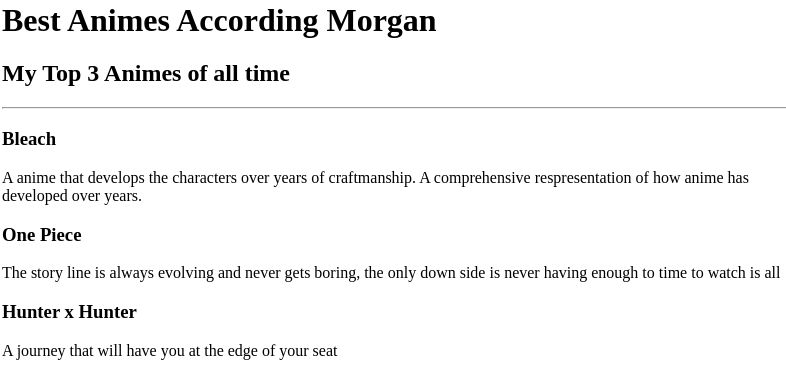 Best Animes According Morgan
My Top 3 Animes of all time
Bleach
A anime that develops the characters over years of craftmanship. A comprehensive respresentation of how anime has
developed over years.
One Piece
The story line is always evolving and never gets boring, the only down side is never having enough to time to watch is all
Hunter x Hunter
A journey that will have you at the edge of your seat